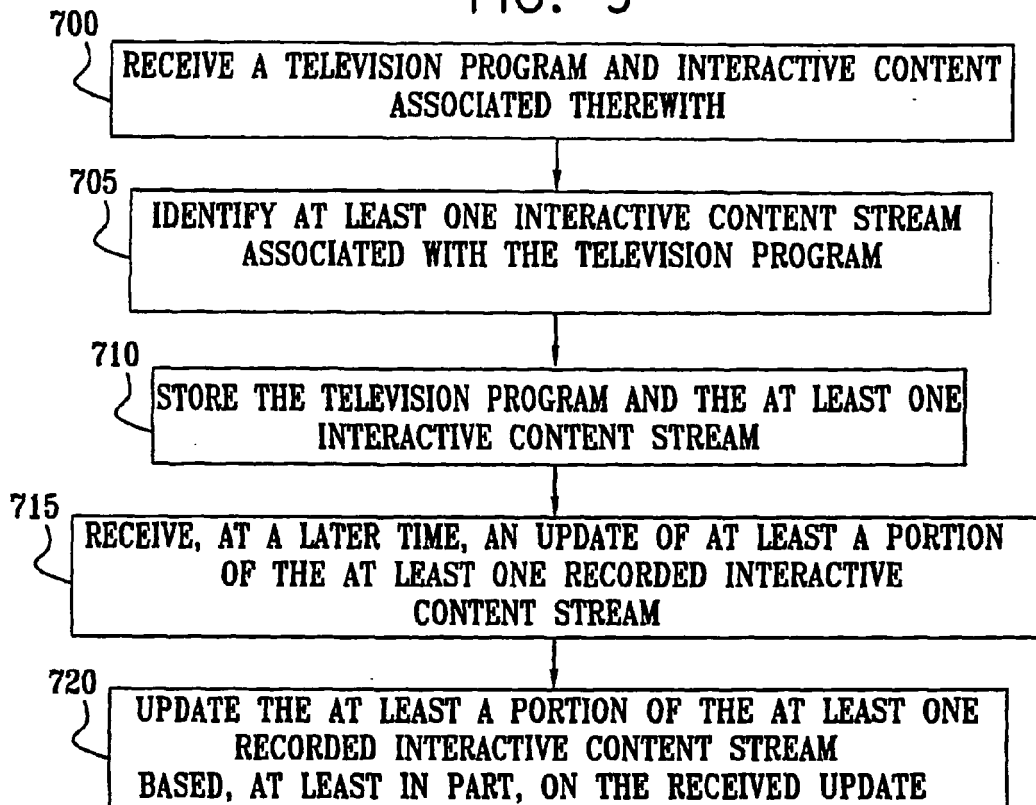 FIG. 9
700
RECEIVE A TELEVISION PROGRAM AND INTERACTIVE CONTENT
ASSOCIATED THEREWITH
705
IDENTIFY AT LEAST ONE INTERACTIVE CONTENT STREAM
ASSOCIATED WITH THE TELEVISION PROGRAM
710
STORE THE TELEVISION PROGRAM AND THE AT LEAST ONE
INTERACTIVE CONTENT STREAM
715
RECEIVE, AT A LATER TIME, AN UPDATE OF AT LEAST A PORTION
OF THE AT LEAST ONE RECORDED INTERACTIVE
CONTENT STREAM
720
UPDATE THE AT LEAST A PORTION OF THE AT LEAST ONE
RECORDED INTERACTIVE CONTENT STREAM
BASED, AT LEAST IN PART, ON THE RECEIVED UPDATE